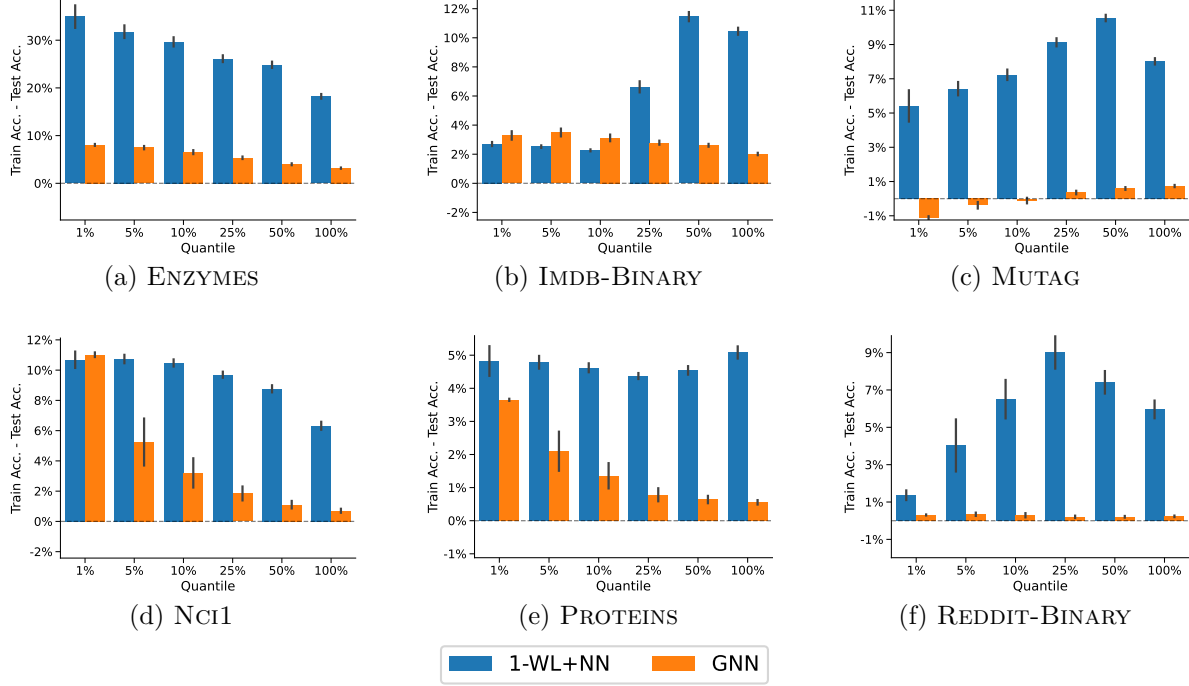 Train Acc. - Test Acc.
30%
20%
10%
0%
1% 5% 10% 25% 50% 100%
Quantile
(a) ENZYMES
Train Acc. - Test Acc.
12%
10%
8%
6%
4%
2%
0%
-2%
1% 5% 10% 25% 50% 100%
Quantile
(b) IMDB-BINARY
Train Acc. - Test Acc.
11%
9%
7%
5%
3%
1%
-1%
1% 5% 10% 25% 50% 100%
Quantile
(c) MUTAG
Train Acc. - Test Acc.
12%
10%
8%
6%
4%
2%
0%
-2%
1% 5% 10% 25% 50% 100%
Quantile
(d) NCI1
Train Acc. - Test Acc.
5%
4%
3%
2%
1%
0%
-1%
1% 5% 10% 25% 50% 100%
Quantile
(e) PROTEINS
Train Acc. - Test Acc.
9%
7%
5%
3%
1%
-1%
1% 5% 10% 25% 50% 100%
Quantile
(f) REDDIT-BINARY
1-WL+NN GNN